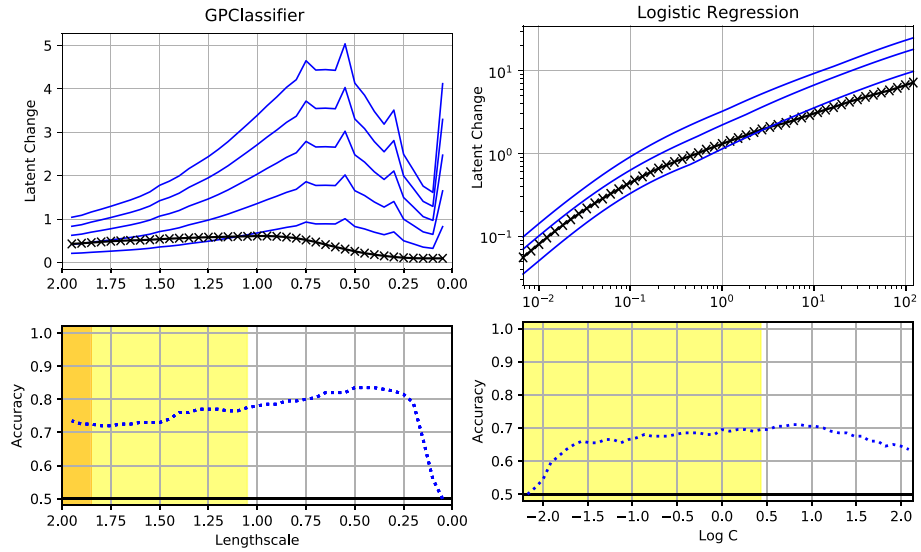 GPClassifier
Latent Change
5
4
3
2
1
0
2.00 1.75 1.50 1.25 1.00 0.75 0.50 0.25 0.00
Logistic Regression
Latent Change
10¹
10⁰
10⁻¹
10⁻² 10⁻¹ 10⁰ 10¹ 10²
Accuracy
1.0
0.9
0.8
0.7
0.6
0.5
2.00 1.75 1.50 1.25 1.00 0.75 0.50 0.25 0.00
Lengthscale
Accuracy
1.0
0.9
0.8
0.7
0.6
0.5
−2.0 −1.5 −1.0 −0.5 0.0 0.5 1.0 1.5 2.0
Log C